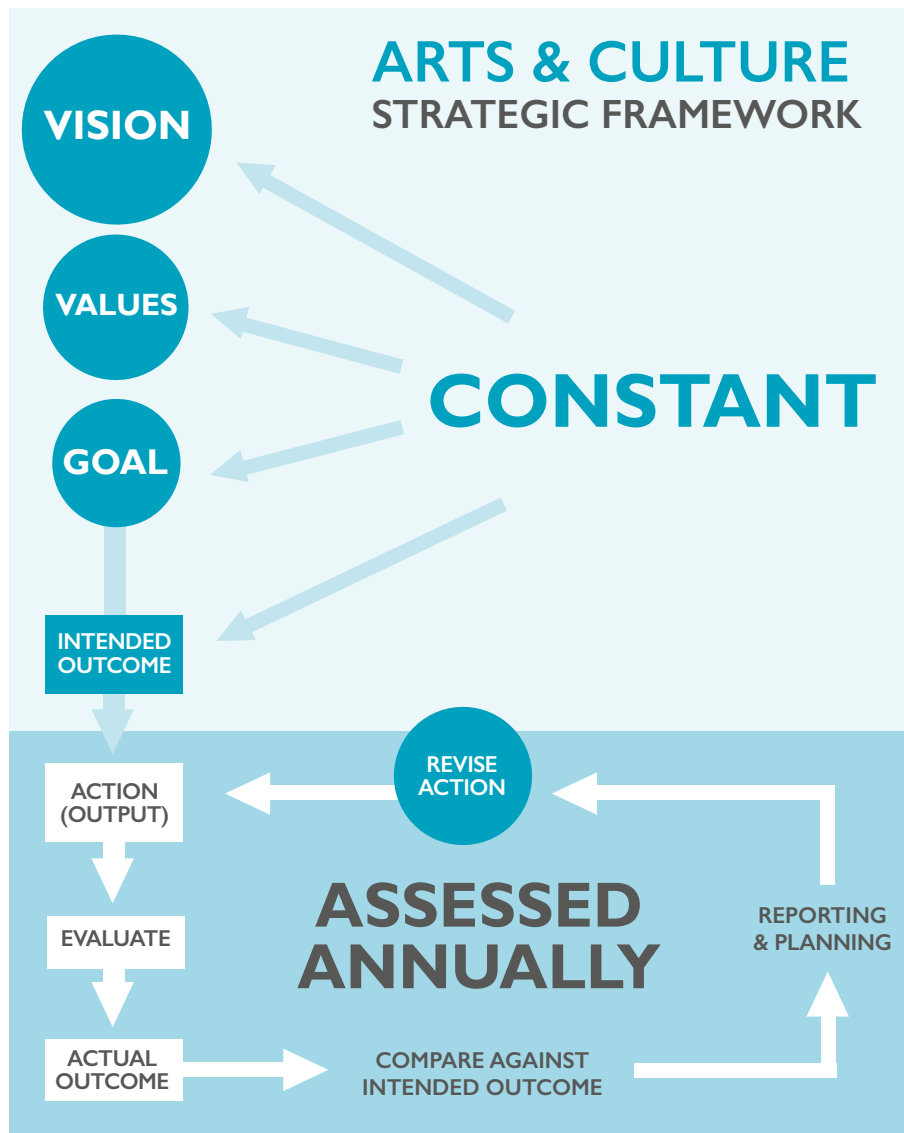 ARTS & CULTURE
STRATEGIC FRAMEWORK
VISION
VALUES
CONSTANT
GOAL
INTENDED
OUTCOME
REVISE
ACTION
ACTION
(OUTPUT)
ASSESSED
ANNUALLY
EVALUATE
REPORTING
& PLANNING
ACTUAL
OUTCOME
COMPARE AGAINST
INTENDED OUTCOME